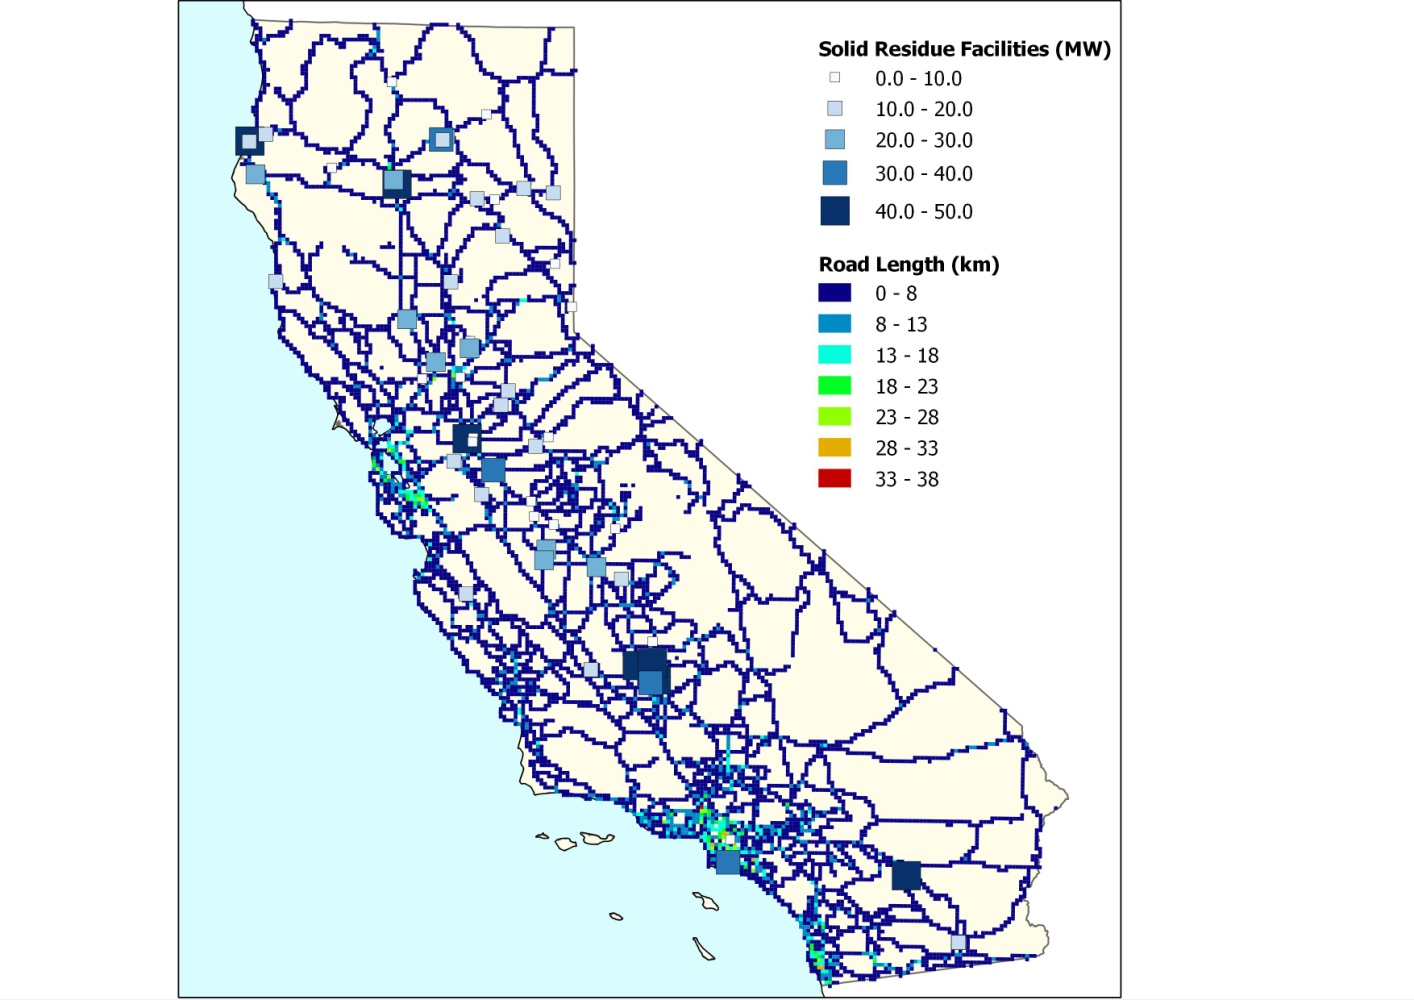 Solid Residue Facilities (MW)
0.0 - 10.0
10.0 - 20.0
20.0 - 30.0
30.0 - 40.0
40.0 - 50.0
Road Length (km)
0 - 8
8 - 13
13 - 18
18 - 23
23 - 28
28 - 33
33 - 38